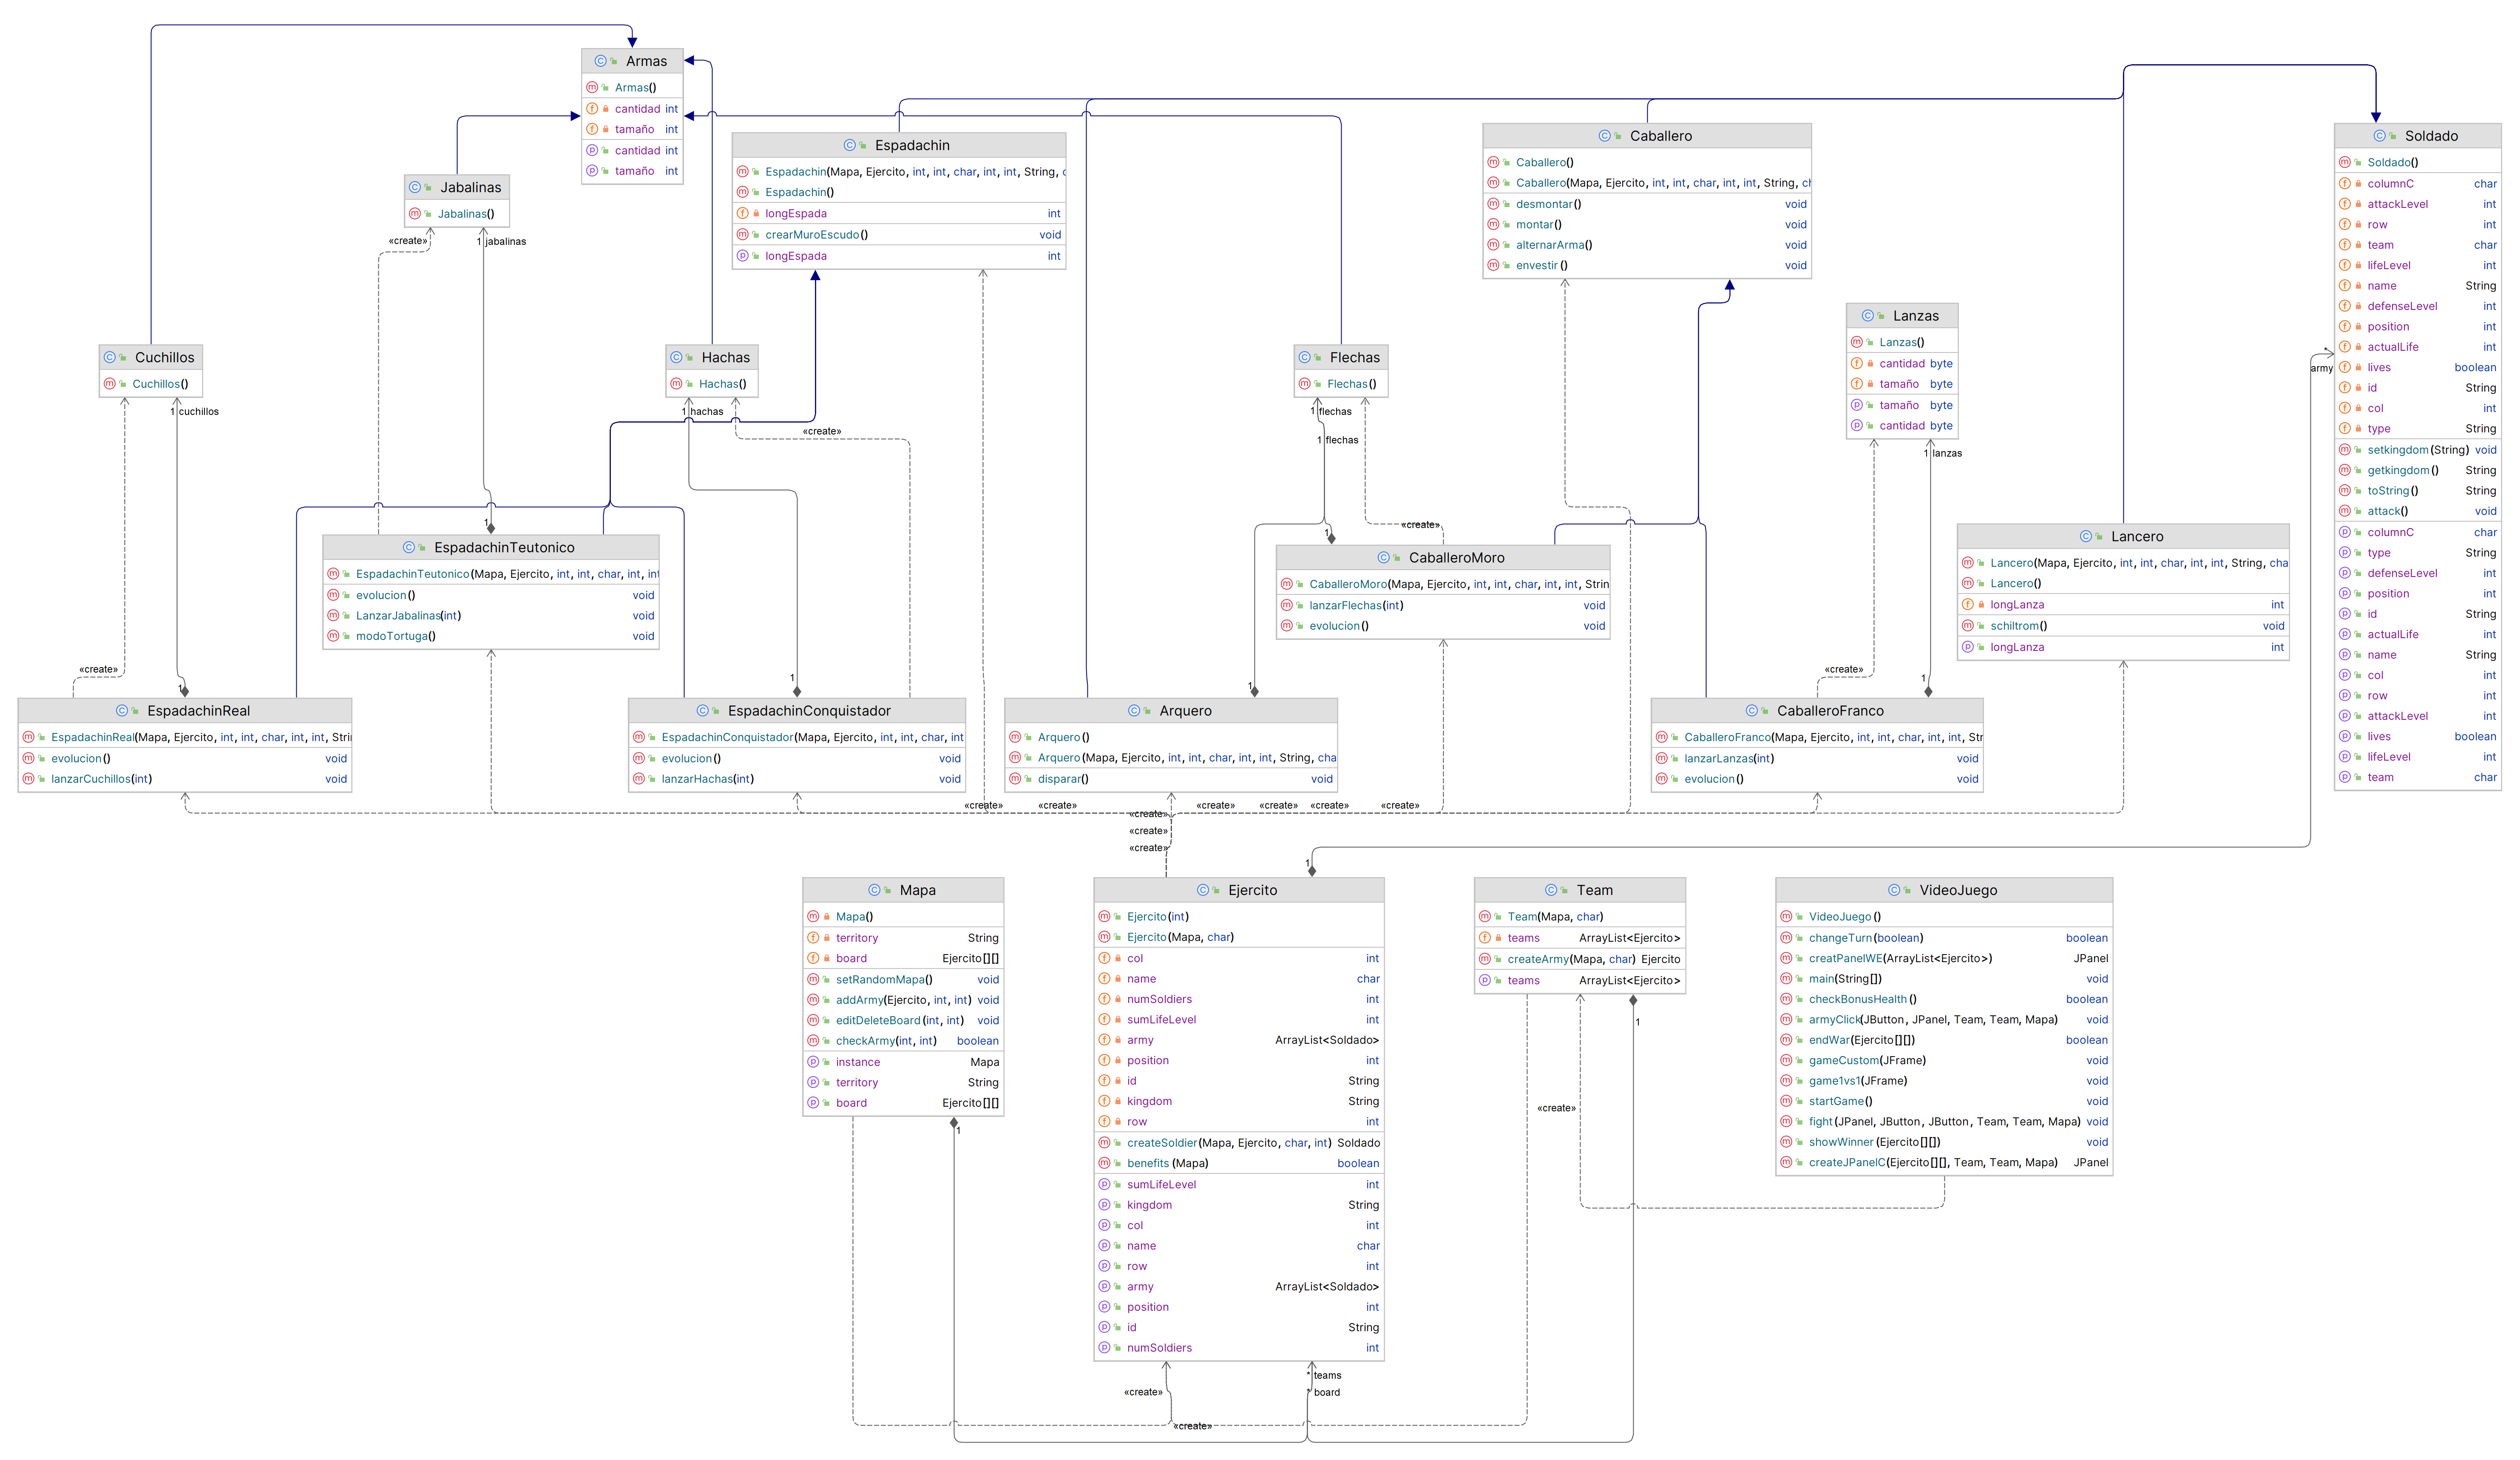 Armas
Armas()
cantidad int
tamaño int
cantidad int
tamaño int
Espadachin
Espadachin(Mapa, Ejercito, int, int, char, int, int, String, c
Espadachin()
longEspada int
crearMuroEscudo() void
longEspada int
Caballero
Caballero()
Caballero(Mapa, Ejercito, int, int, char, int, int, String, ch
desmontar() void
montar() void
alternarArma() void
envestir() void
Soldado
Soldado()
columnC char
attackLevel int
row int
team char
lifeLevel int
name String
defenseLevel int
position int
actualLife int
lives boolean
id String
col int
type String
setkingdom(String) void
getkingdom() String
toString() String
attack() void
columnC char
type String
defenseLevel int
position int
id String
actualLife int
name String
col int
row int
attackLevel int
lives boolean
lifeLevel int
team char
*
army
Jabalinas
Jabalinas()
«create»
1 jabalinas
Lanzas
Lanzas()
cantidad byte
tamaño byte
tamaño byte
cantidad byte
1 lanzas
Cuchillos
Cuchillos()
1 cuchillos
Hachas
Hachas()
1 hachas
«create»
Flechas
Flechas()
1 flechas
1 flechas
«create»
1
1
EspadachinTeutonico
EspadachinTeutonico(Mapa, Ejercito, int, int, char, int, int
evolucion() void
LanzarJabalinas(int) void
modoTortuga() void
CaballeroMoro
CaballeroMoro(Mapa, Ejercito, int, int, char, int, int, Strin
lanzarFlechas(int) void
evolucion() void
Lancero
Lancero(Mapa, Ejercito, int, int, char, int, int, String, cha
Lancero()
longLanza int
schiltrom() void
longLanza int
«create»
1
1
1
«create»
1
EspadachinReal
EspadachinReal(Mapa, Ejercito, int, int, char, int, int, Stri
evolucion() void
lanzarCuchillos(int) void
EspadachinConquistador
EspadachinConquistador(Mapa, Ejercito, int, int, char, int
evolucion() void
lanzarHachas(int) void
Arquero
Arquero()
Arquero(Mapa, Ejercito, int, int, char, int, int, String, cha
disparar() void
CaballeroFranco
CaballeroFranco(Mapa, Ejercito, int, int, char, int, int, Str
lanzarLanzas(int) void
evolucion() void
«create» «create» «create» «create» «create» «create»
«create»
«create»
«create»
1
Mapa
Mapa()
territory String
board Ejercito[][]
setRandomMapa() void
addArmy(Ejercito, int, int) void
editDeleteBoard(int, int) void
checkArmy(int, int) boolean
instance Mapa
territory String
board Ejercito[][]
1
Ejercito
Ejercito(int)
Ejercito(Mapa, char)
col int
name char
numSoldiers int
sumLifeLevel int
army ArrayList<Soldado>
position int
id String
kingdom String
row int
createSoldier(Mapa, Ejercito, char, int) Soldado
benefits(Mapa) boolean
sumLifeLevel int
kingdom String
col int
name char
row int
army ArrayList<Soldado>
position int
id String
numSoldiers int
Team
Team(Mapa, char)
teams ArrayList<Ejercito>
createArmy(Mapa, char) Ejercito
teams ArrayList<Ejercito>
1
«create»
VideoJuego
VideoJuego()
changeTurn(boolean) boolean
creatPanelWE(ArrayList<Ejercito>) JPanel
main(String[]) void
checkBonusHealth() boolean
armyClick(JButton, JPanel, Team, Team, Mapa) void
endWar(Ejercito[][]) boolean
gameCustom(JFrame) void
game1vs1(JFrame) void
startGame() void
fight(JPanel, JButton, JButton, Team, Team, Mapa) void
showWinner(Ejercito[][]) void
createJPanelC(Ejercito[][], Team, Team, Mapa) JPanel
* teams
«create» * board
«create»